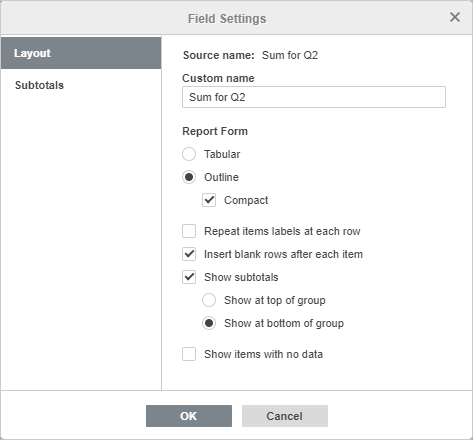 Field Settings
Layout
Subtotals
Source name: Sum for Q2
Custom name
Sum for Q2
Report Form
Tabular
Outline
Compact
Repeat items labels at each row
Insert blank rows after each item
Show subtotals
Show at top of group
Show at bottom of group
Show items with no data
OK
Cancel